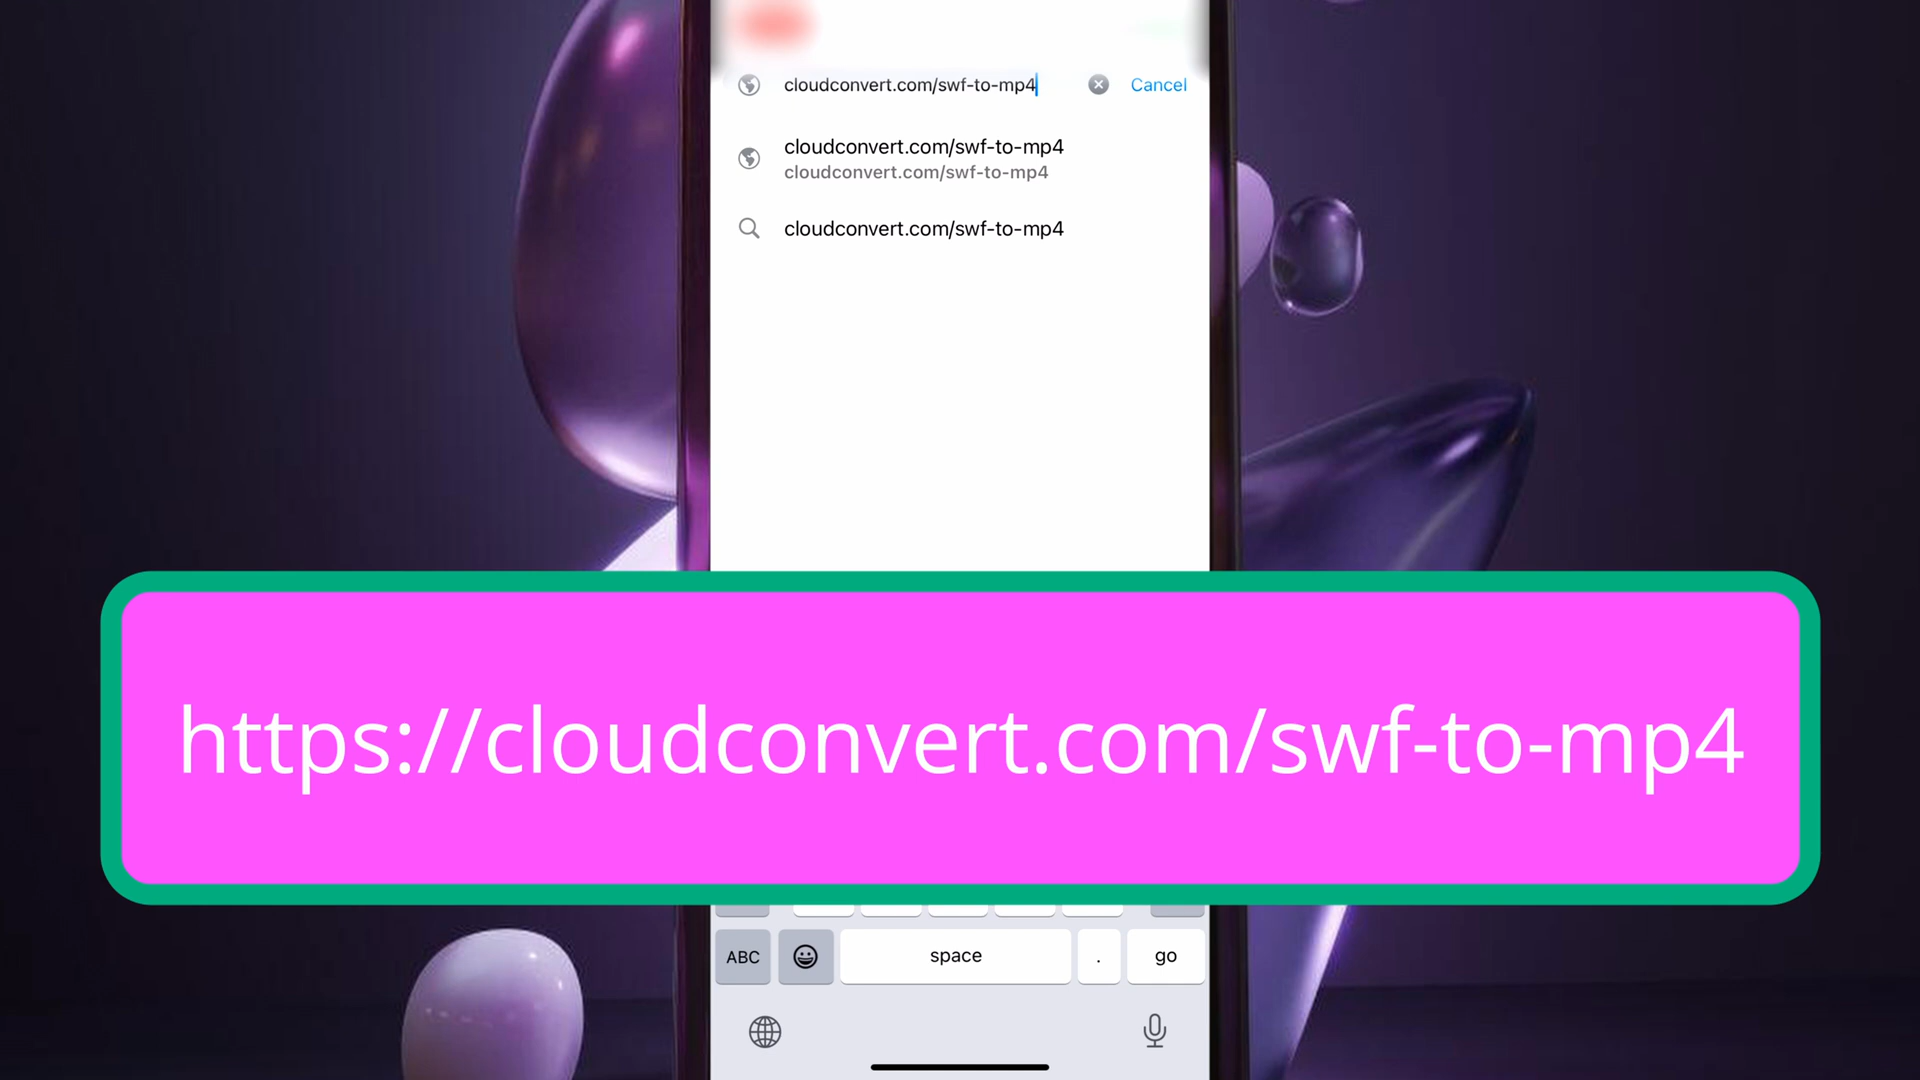 cloudconvert.com/swf-to-mp4 Cancel
cloudconvert.com/swf-to-mp4
cloudconvert.com/swf-to-mp4
cloudconvert.com/swf-to-mp4
https://cloudconvert.com/swf-to-mp4
ABC space . go